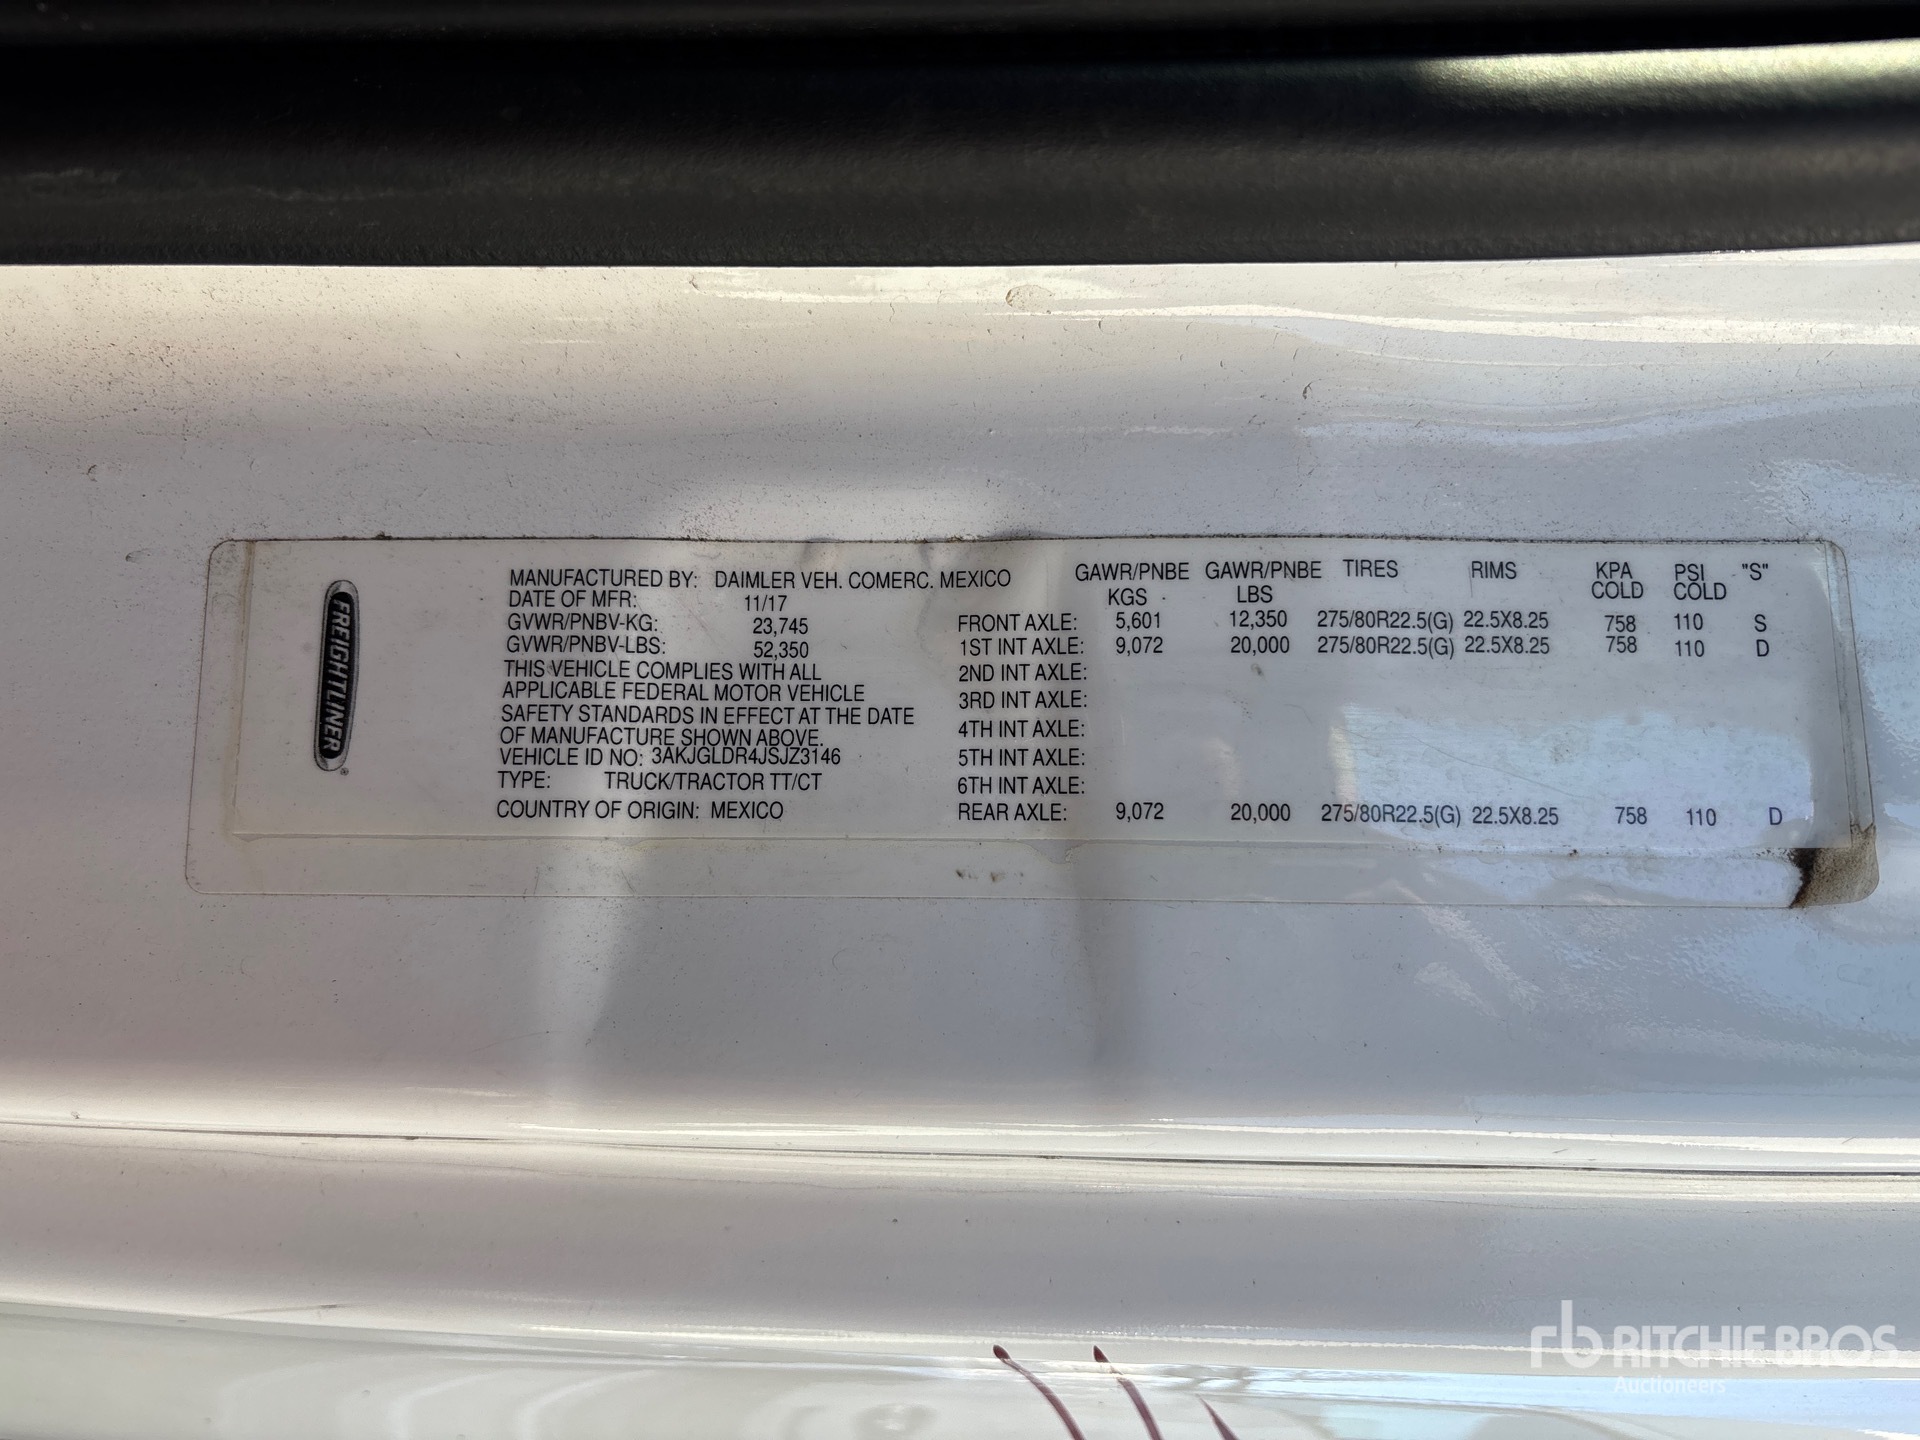 FREIGHTLINER
MANUFACTURED BY: DAIMLER VEH. COMERC. MEXICO
DATE OF MFR: 11/17
GVWR/PNBV-KG: 23,745
GVWR/PNBV-LBS: 52,350
THIS VEHICLE COMPLIES WITH ALL
APPLICABLE FEDERAL MOTOR VEHICLE
SAFETY STANDARDS IN EFFECT AT THE DATE
OF MANUFACTURE SHOWN ABOVE.
VEHICLE ID NO: 3AKJGLDR4JSJZ3146
TYPE: TRUCK/TRACTOR TT/CT
COUNTRY OF ORIGIN: MEXICO
GAWR/PNBE GAWR/PNBE TIRES RIMS KPA PSI "S"
KGS LBS COLD COLD
FRONT AXLE: 5,601 12,350 275/80R22.5(G) 22.5X8.25 758 110 S
1ST INT AXLE: 9,072 20,000 275/80R22.5(G) 22.5X8.25 758 110 D
2ND INT AXLE:
3RD INT AXLE:
4TH INT AXLE:
5TH INT AXLE:
6TH INT AXLE:
REAR AXLE: 9,072 20,000 275/80R22.5(G) 22.5X8.25 758 110 D
rb RITCHIE BROS
Auctioneers